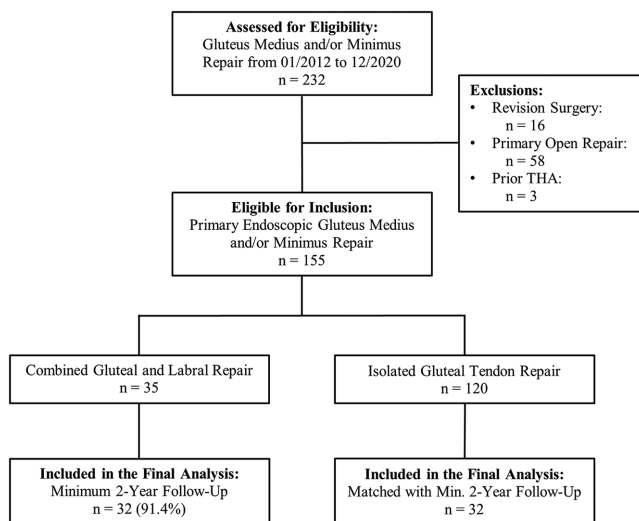 Assessed for Eligibility:
Gluteus Medius and/or Minimus
Repair from 01/2012 to 12/2020
n = 232
Exclusions:
• Revision Surgery:
n = 16
• Primary Open Repair:
n = 58
• Prior THA:
n = 3
Eligible for Inclusion:
Primary Endoscopic Gluteus Medius
and/or Minimus Repair
n = 155
Combined Gluteal and Labral Repair
n = 35
Isolated Gluteal Tendon Repair
n = 120
Included in the Final Analysis:
Minimum 2-Year Follow-Up
n = 32 (91.4%)
Included in the Final Analysis:
Matched with Min. 2-Year Follow-Up
n = 32